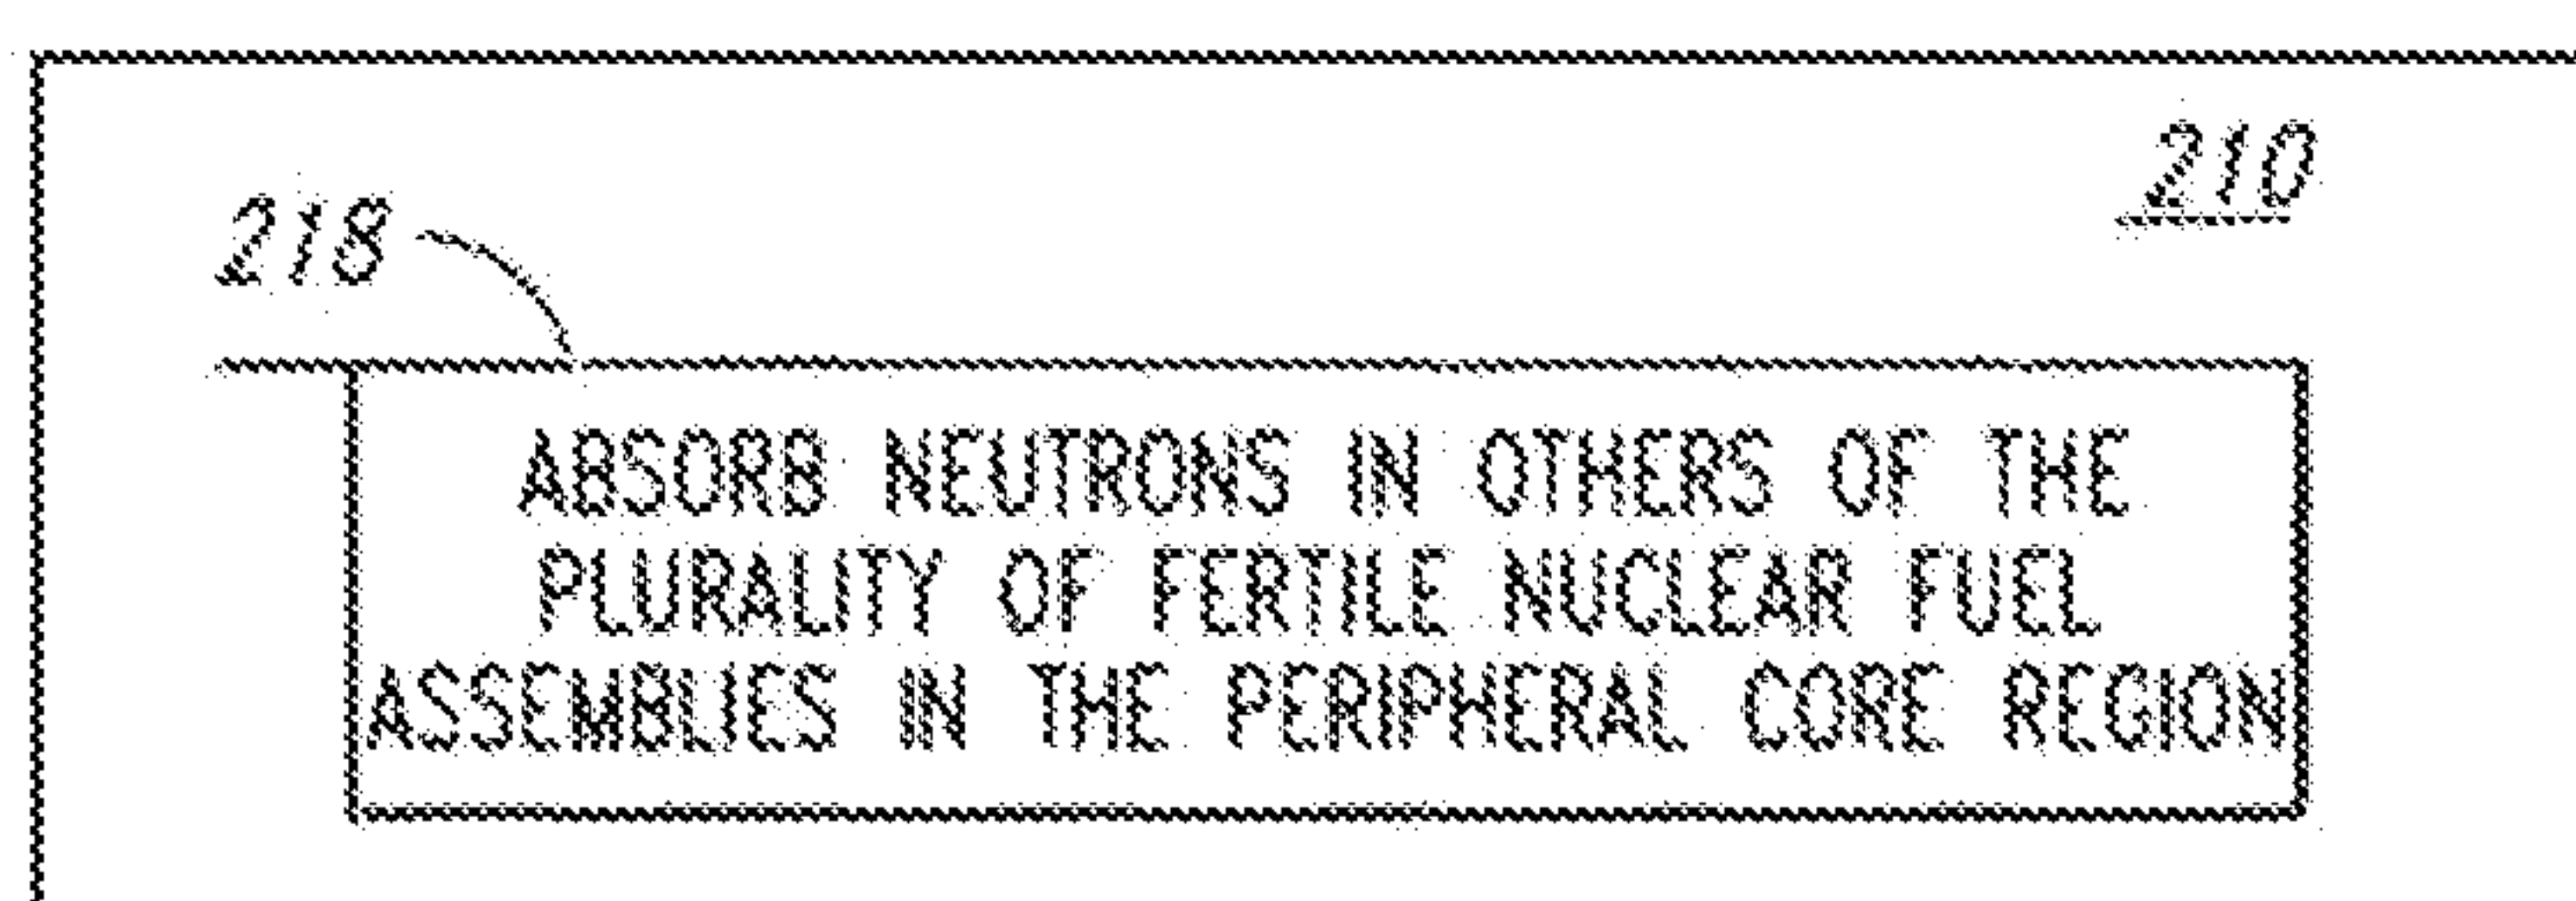 210
218
ABSORB NEUTRONS IN OTHERS OF THE
PLURALITY OF FERTILE NUCLEAR FUEL
ASSEMBLIES IN THE PERIPHERAL CORE REGION